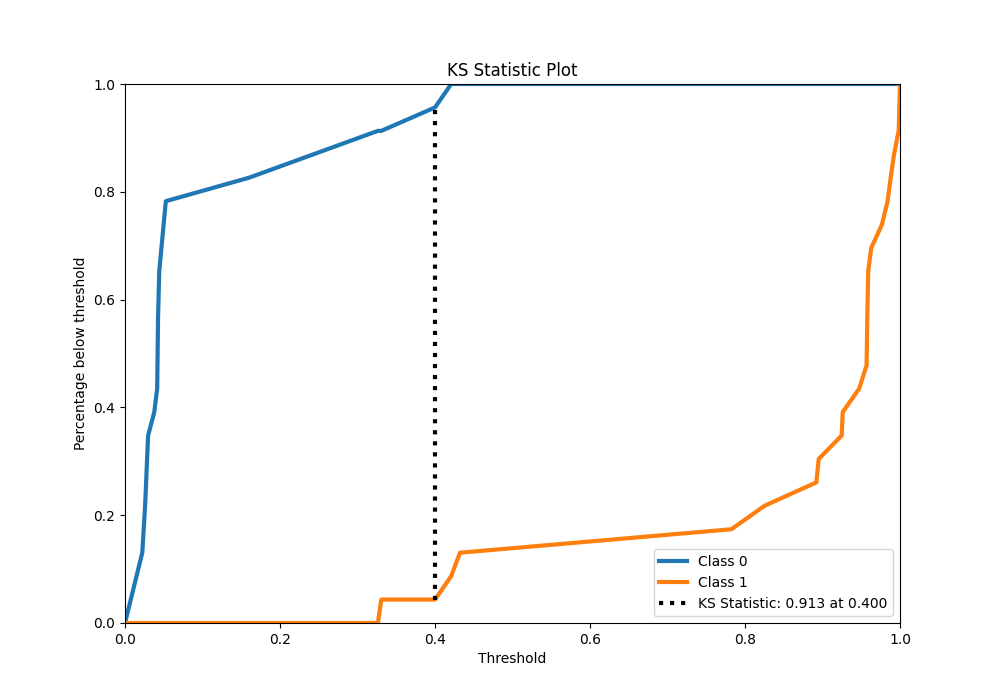 KS Statistic Plot
Percentage below threshold
1.0
0.8
0.6
0.4
0.2
0.0
0.0 0.2 0.4 0.6 0.8 1.0
Threshold
Class 0
Class 1
KS Statistic: 0.913 at 0.400